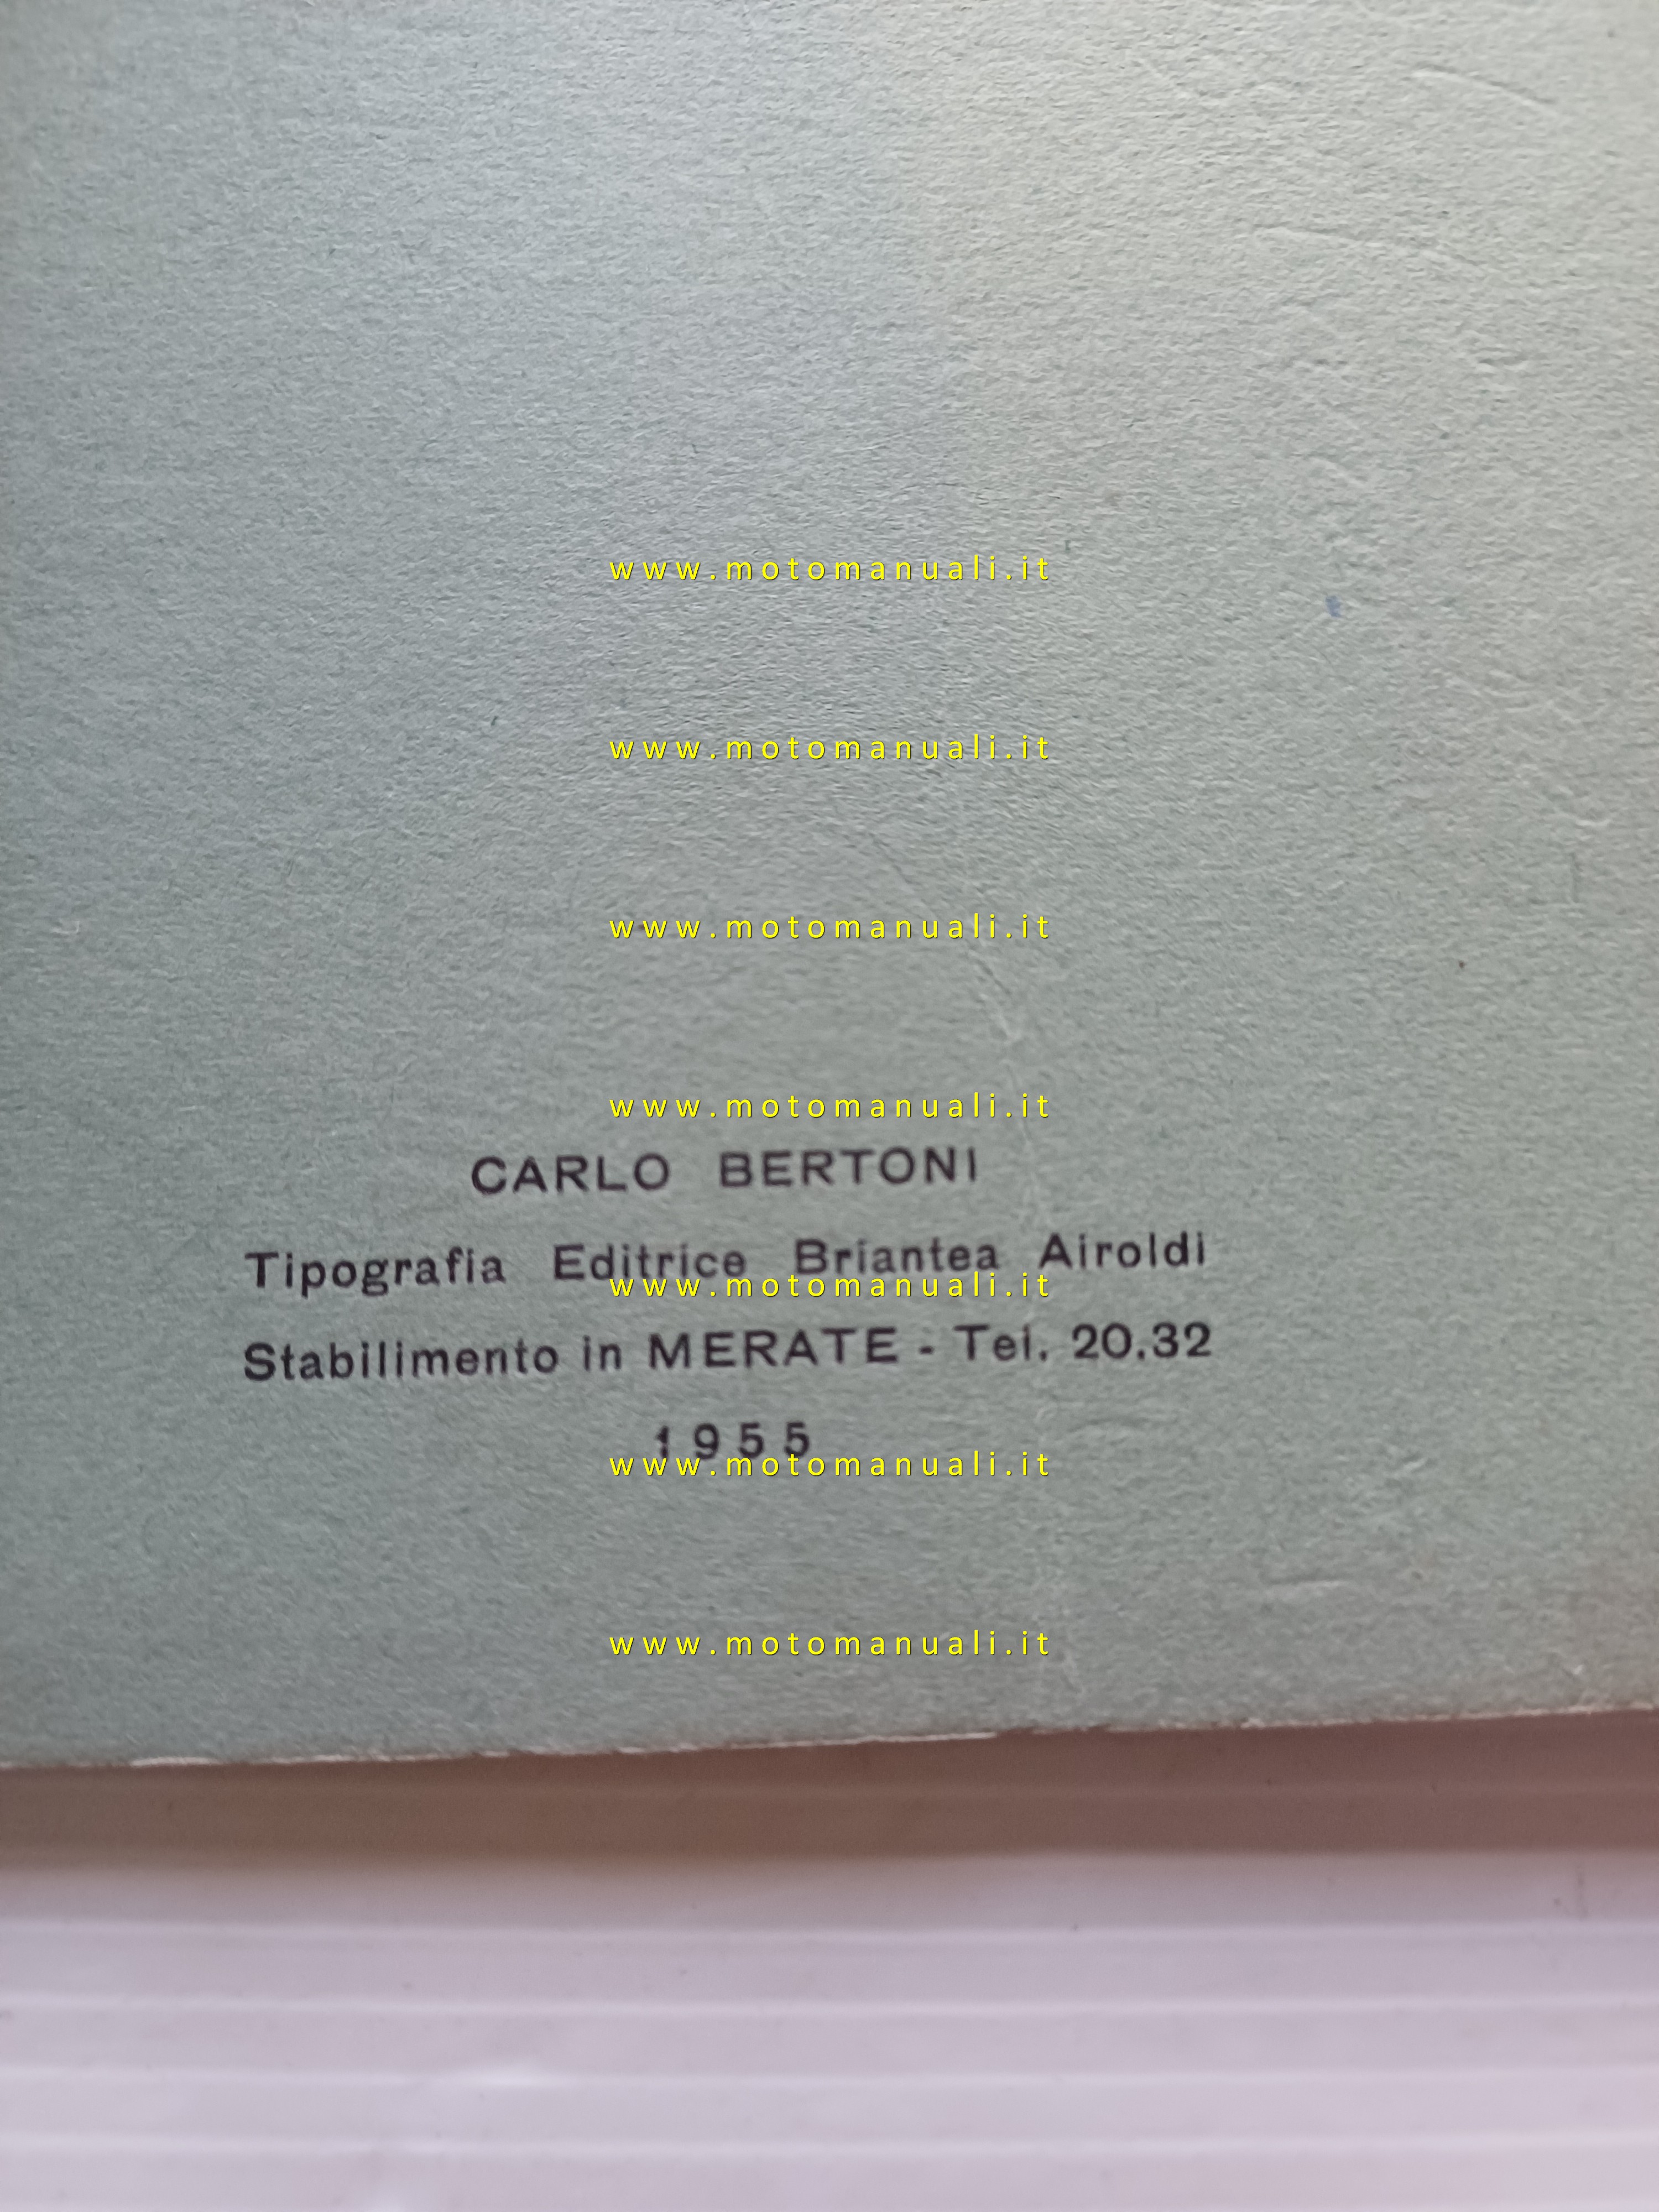 www.motomanuali.it
www.motomanuali.it
www.motomanuali.it
www.motomanuali.it
CARLO BERTONI
Tipografia Editrice Briantea Airoldi
www.motomanuali.it
Stabilimento in MERATE - Tel. 20.32
1955
www.motomanuali.it
www.motomanuali.it